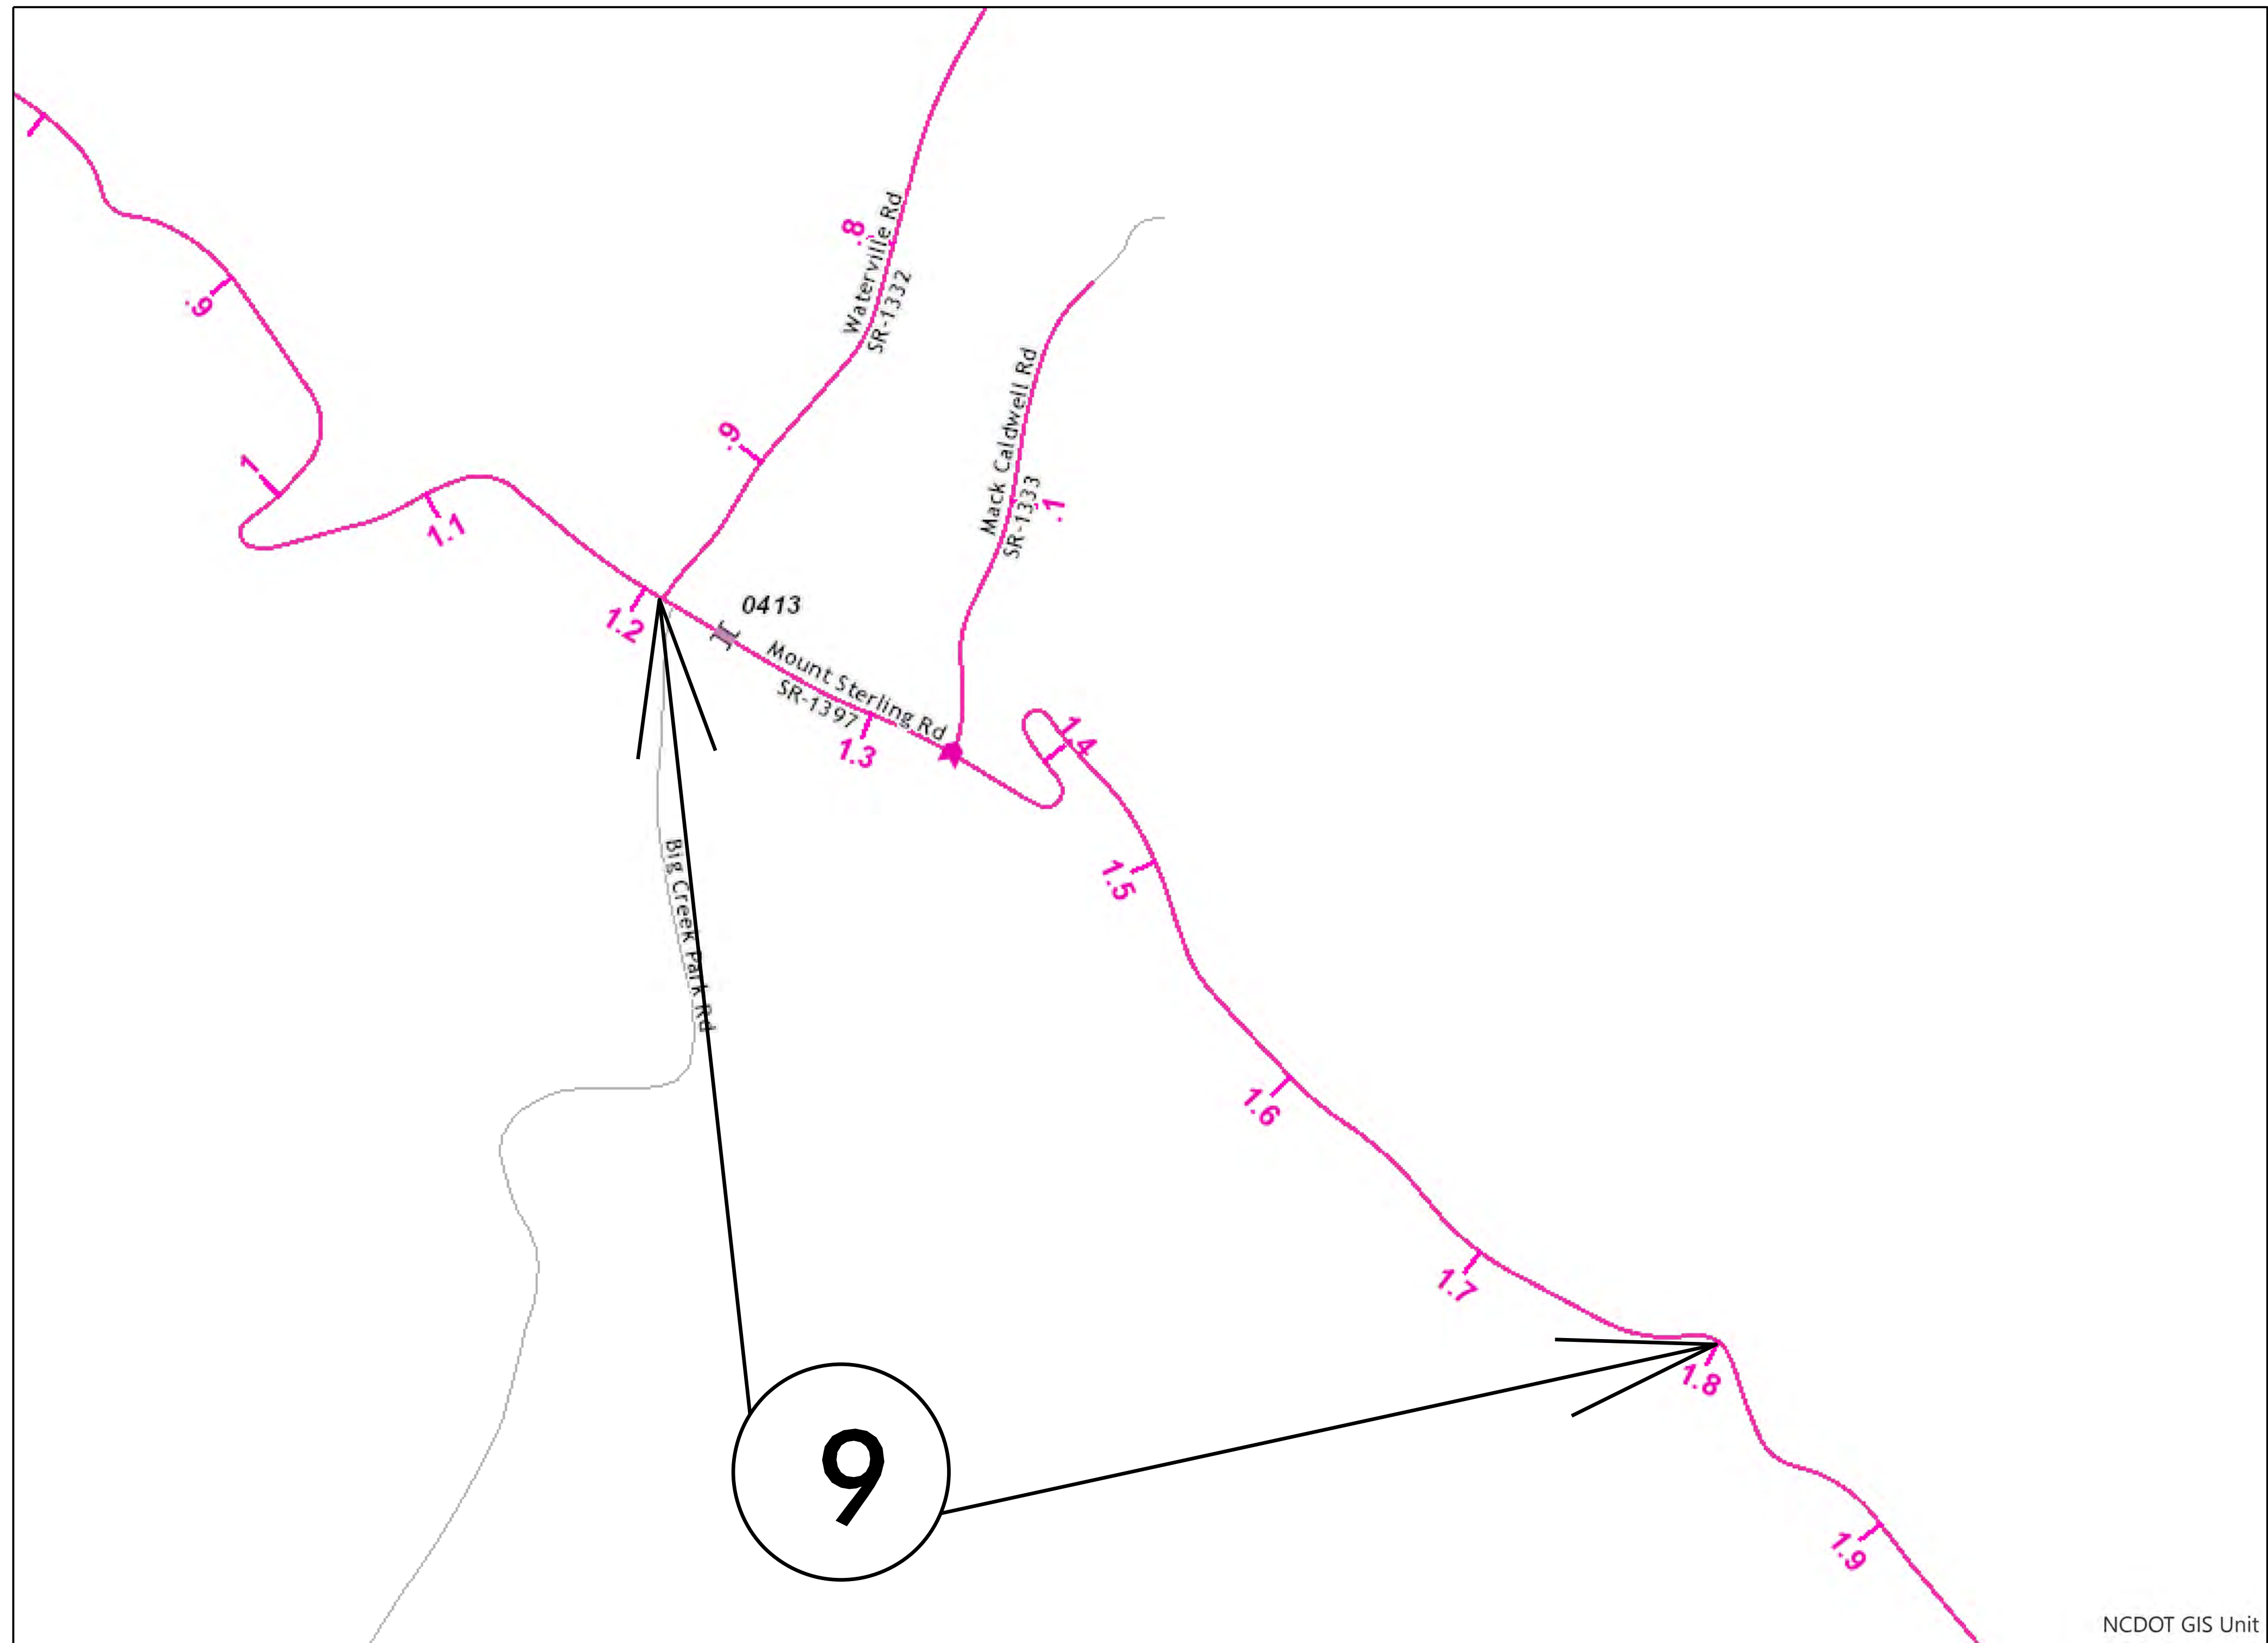 .8
Waterville Rd
SR-1332
.9
.9
Mack Caldwell Rd
SR-1333
.1
1
1.1
1.2
0413
Mount Sterling Rd
SR-1397
1.3
1.4
1.5
Big Creek Park Rd
1.6
1.7
1.8
9
1.9
NCDOT GIS Unit